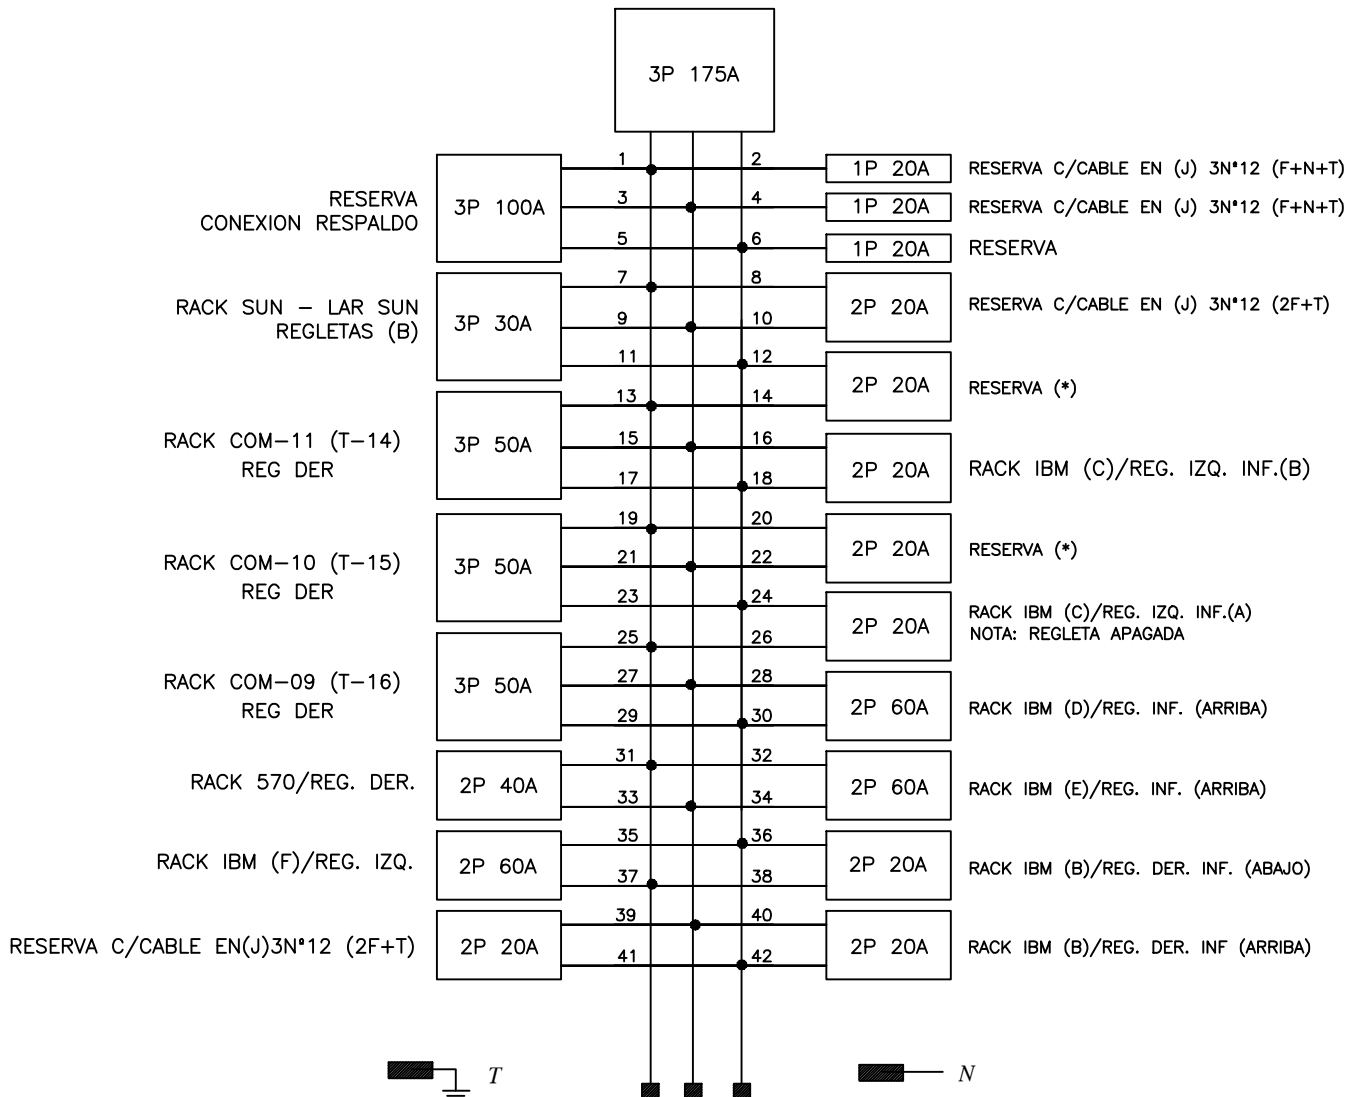 3P 175A
RESERVA
CONEXION RESPALDO
3P 100A
1
2
1P 20A
RESERVA C/CABLE EN (J) 3N°12 (F+N+T)
3
4
1P 20A
RESERVA C/CABLE EN (J) 3N°12 (F+N+T)
5
6
1P 20A
RESERVA
RACK SUN – LAR SUN
REGLETAS (B)
3P 30A
7
8
9
10
2P 20A
RESERVA C/CABLE EN (J) 3N°12 (2F+T)
11
12
2P 20A
RESERVA (*)
13
14
RACK COM-11 (T-14)
REG DER
3P 50A
15
16
17
18
2P 20A
RACK IBM (C)/REG. IZQ. INF.(B)
19
20
2P 20A
RESERVA (*)
RACK COM-10 (T-15)
REG DER
3P 50A
21
22
23
24
2P 20A
RACK IBM (C)/REG. IZQ. INF.(A)
NOTA: REGLETA APAGADA
25
26
RACK COM-09 (T-16)
REG DER
3P 50A
27
28
29
30
2P 60A
RACK IBM (D)/REG. INF. (ARRIBA)
RACK 570/REG. DER.
2P 40A
31
32
33
34
2P 60A
RACK IBM (E)/REG. INF. (ARRIBA)
RACK IBM (F)/REG. IZQ.
2P 60A
35
36
37
38
2P 20A
RACK IBM (B)/REG. DER. INF. (ABAJO)
RESERVA C/CABLE EN(J)3N°12 (2F+T)
2P 20A
39
40
41
42
2P 20A
RACK IBM (B)/REG. DER. INF (ARRIBA)
T
N